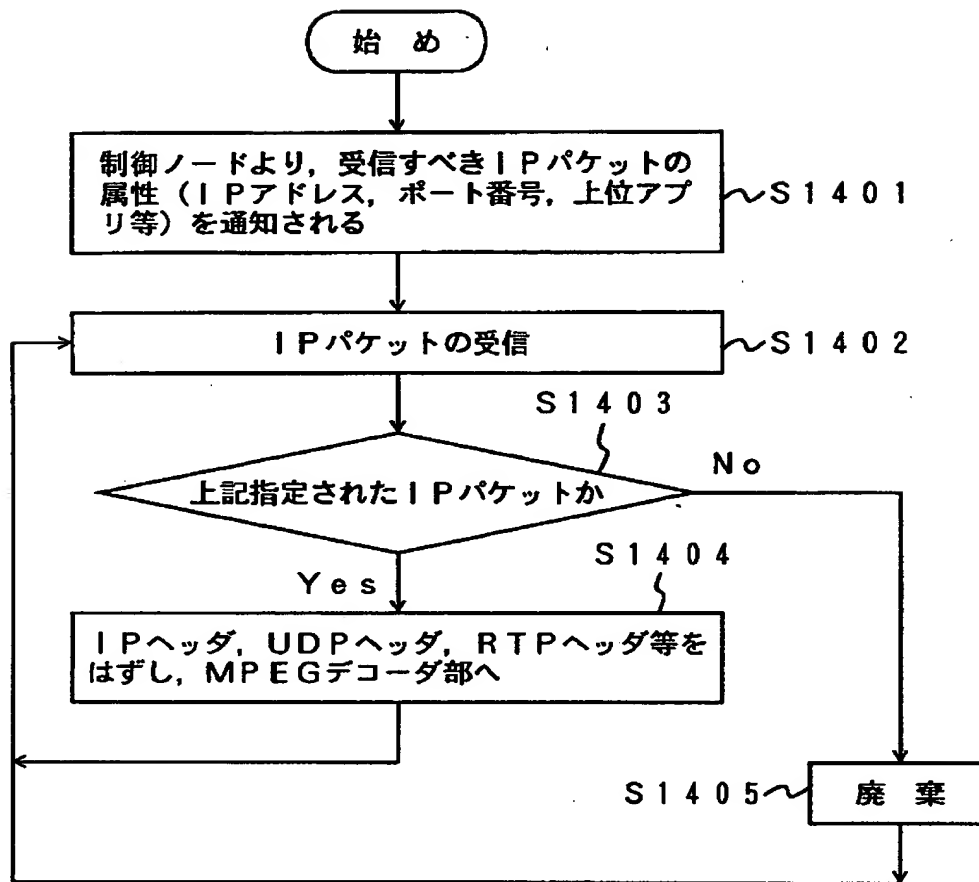 始 め
制御ノードより，受信すべきＩＰパケットの
属性（ＩＰアドレス，ポート番号，上位アプ
リ等）を通知される
Ｓ１４０１
ＩＰパケットの受信
Ｓ１４０２
Ｓ１４０３
上記指定されたＩＰパケットか
Ｎｏ
Ｙｅｓ
Ｓ１４０４
ＩＰヘッダ，ＵＤＰヘッダ，ＲＴＰヘッダ等を
はずし，ＭＰＥＧデコーダ部へ
Ｓ１４０５
廃 棄